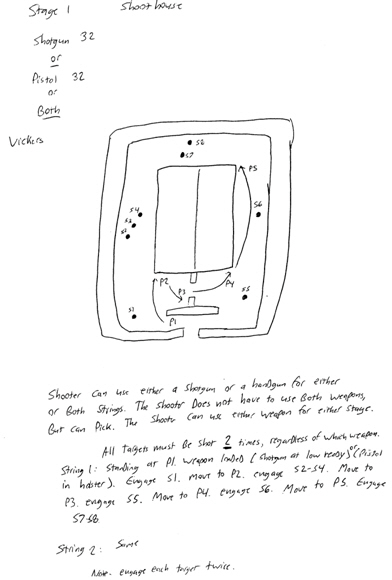 Stage 1 Shoot house
Shotgun 32
or
Pistol 32
or
Both
Vickers
S8
S7
P5
S4
S3
S2
S6
P2
P3
P4
S5
S1
P1
Shooter can use either a shotgun or a handgun for either
or Both Strings. The shooter Does not have to use Both weapons,
But can Pick. The Shooter can use either weapon for either stage.
All targets must be shot 2 times, regardless of which weapon.
String 1: Standing at P1. weapon loaded (shotgun at low ready) or (Pistol
in holster). Engage S1. move to P2. engage S2-S4. Move to
P3. engage S5. Move to P4. engage S6. Move to P5. Engage
S7-S8.
String 2: Same
Note. engage each target twice.